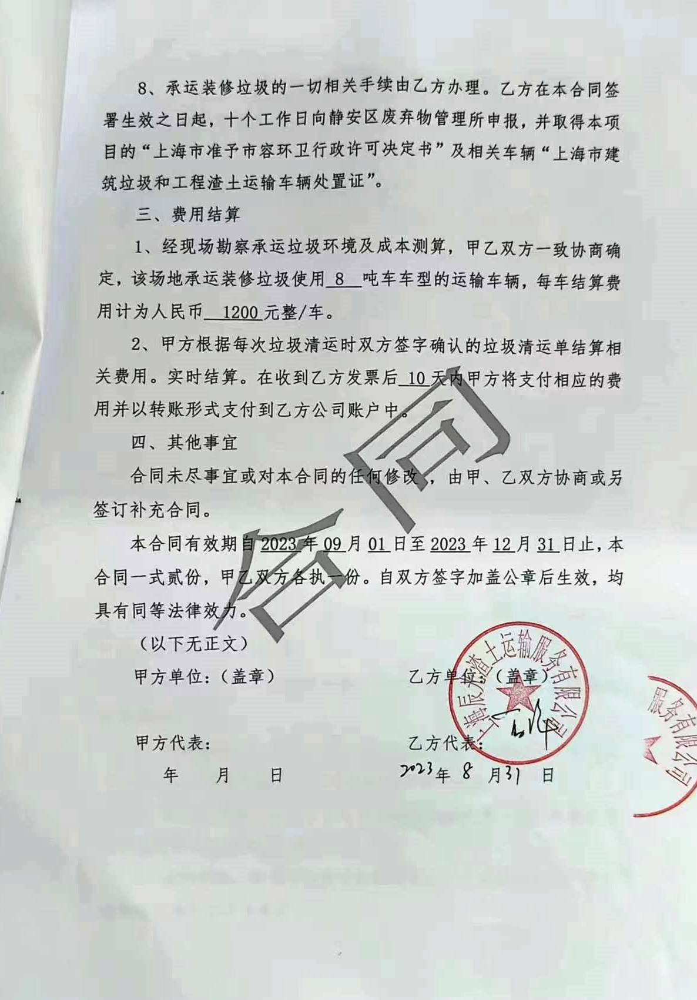 8、承运装修垃圾的一切相关手续由乙方办理。乙方在本合同签
署生效之日起，十个工作日向静安区废弃物管理所申报，并取得本项
目的“上海市准予市容环卫行政许可决定书”及相关车辆“上海市建
筑垃圾和工程渣土运输车辆处置证”。
三、费用结算
1、经现场勘察承运垃圾环境及成本测算，甲乙双方一致协商确
定，该场地承运装修垃圾使用 8 吨车车型的运输车辆，每车结算费
用计为人民币 1200 元整/车。
2、甲方根据每次垃圾清运时双方签字确认的垃圾清运单结算相
关费用。实时结算。在收到乙方发票后 10 天内甲方将支付相应的费
用并以转账形式支付到乙方公司账户中。
四、其他事宜
合同未尽事宜或对本合同的任何修改，由甲、乙双方协商或另
签订补充合同。
本合同有效期自 2023 年 09 月 01 日至 2023 年 12 月 31 日止，本
合同一式贰份，甲乙双方各执一份。自双方签字加盖公章后生效，均
具有同等法律效力。
（以下无正文）
甲方单位：（盖章） 乙方单位：（盖章）
甲方代表： 乙方代表：
年 月 日 2023年 8 月 31 日
合同
上海辰 渣土运输服务有限公司
服务有限公司